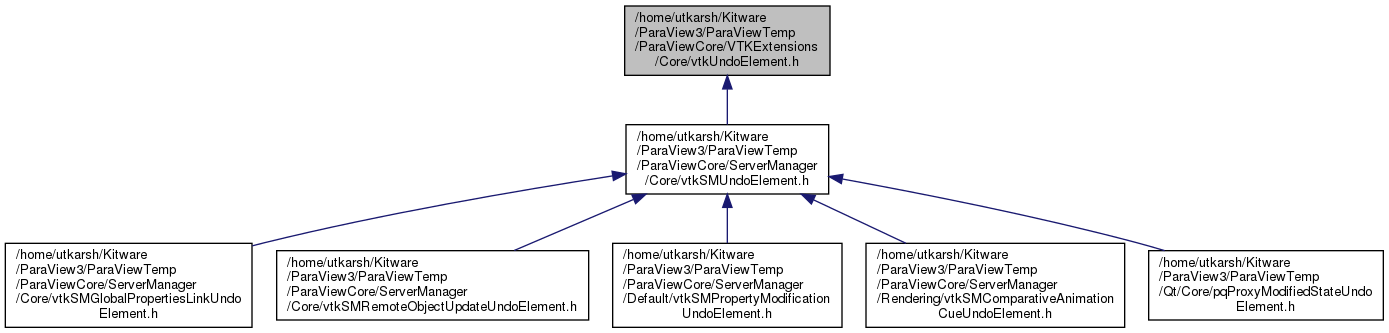 /home/utkarsh/Kitware
/ParaView3/ParaViewTemp
/ParaViewCore/VTKExtensions
/Core/vtkUndoElement.h
/home/utkarsh/Kitware
/ParaView3/ParaViewTemp
/ParaViewCore/ServerManager
/Core/vtkSMUndoElement.h
/home/utkarsh/Kitware
/ParaView3/ParaViewTemp
/ParaViewCore/ServerManager
/Core/vtkSMGlobalPropertiesLinkUndo
Element.h
/home/utkarsh/Kitware
/ParaView3/ParaViewTemp
/ParaViewCore/ServerManager
/Core/vtkSMRemoteObjectUpdateUndoElement.h
/home/utkarsh/Kitware
/ParaView3/ParaViewTemp
/ParaViewCore/ServerManager
/Default/vtkSMPropertyModification
UndoElement.h
/home/utkarsh/Kitware
/ParaView3/ParaViewTemp
/ParaViewCore/ServerManager
/Rendering/vtkSMComparativeAnimation
CueUndoElement.h
/home/utkarsh/Kitware
/ParaView3/ParaViewTemp
/Qt/Core/pqProxyModifiedStateUndo
Element.h